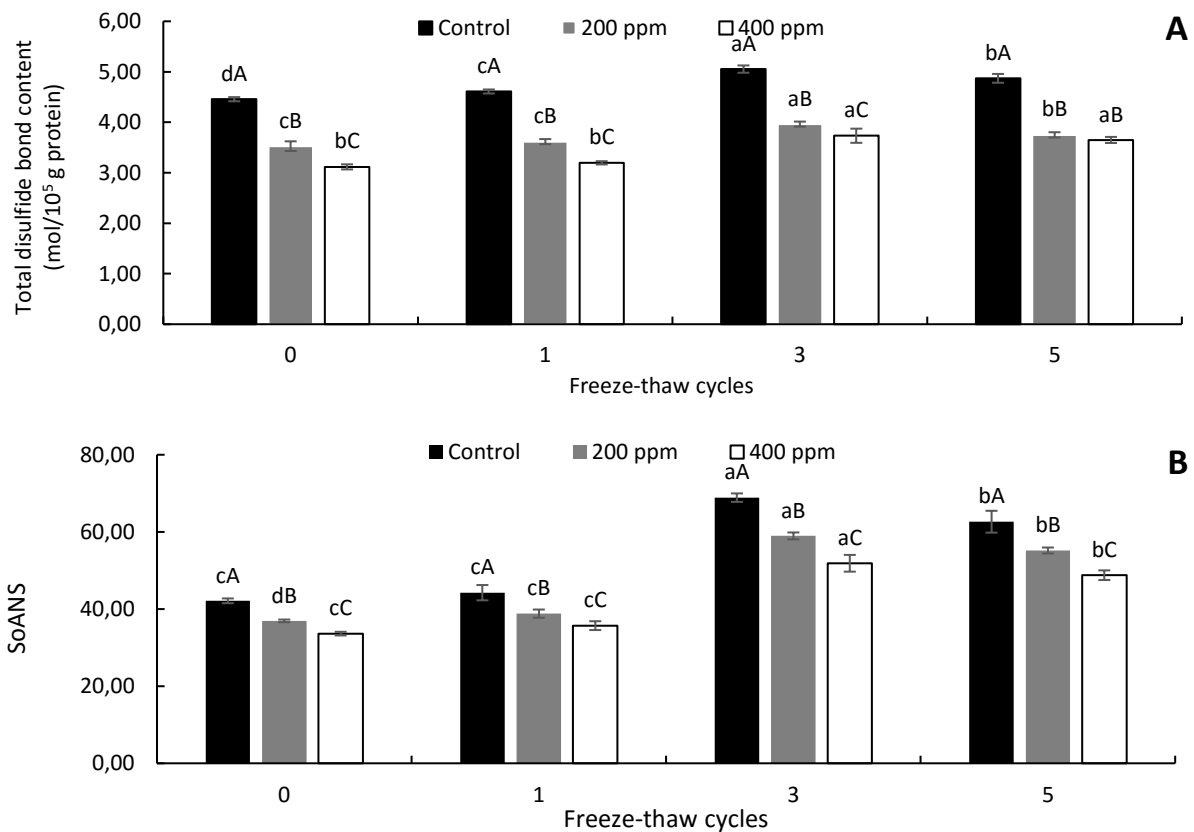 6,00
5,00
4,00
3,00
2,00
1,00
0,00
Total disulfide bond content
(mol/10⁵ g protein)
Control 200 ppm 400 ppm
A
dA cB bC cA cB bC aA aB aC bA bB aB
0 1 3 5
Freeze-thaw cycles
80,00
60,00
40,00
20,00
0,00
SoANS
Control 200 ppm 400 ppm
B
cA dB cC cA cB cC aA aB aC bA bB bC
0 1 3 5
Freeze-thaw cycles